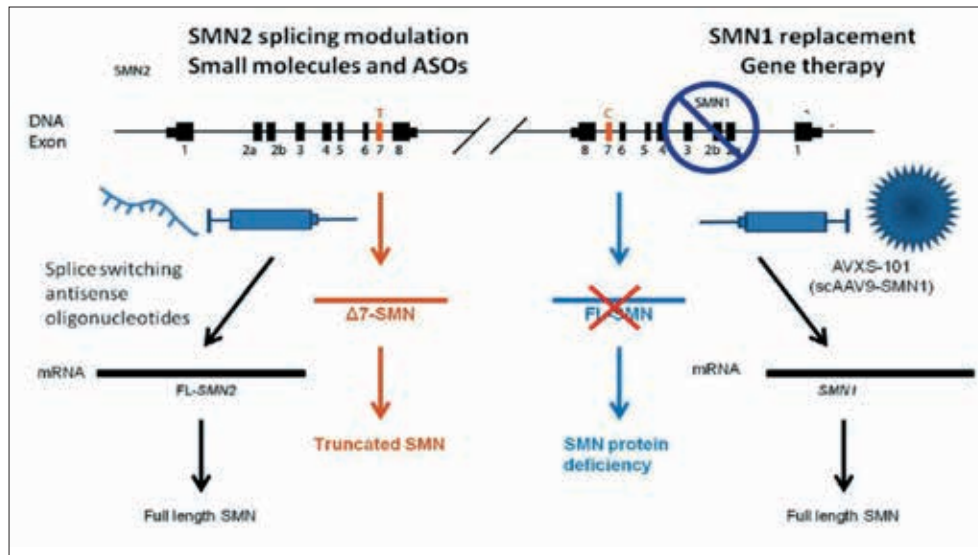 SMN2 splicing modulation
Small molecules and ASOs
SMN1 replacement
Gene therapy
SMN2
SMN1
DNA
Exon
T
C
1 2a 2b 3 4 5 6 7 8
8 7 6 5 4 3 2b 2a 1
Splice switching
antisense
oligonucleotides
Δ7-SMN
FL-SMN
AVXS-101
(scAAV9-SMN1)
mRNA
FL-SMN2
mRNA
SMN1
Truncated SMN
SMN protein
deficiency
Full length SMN
Full length SMN